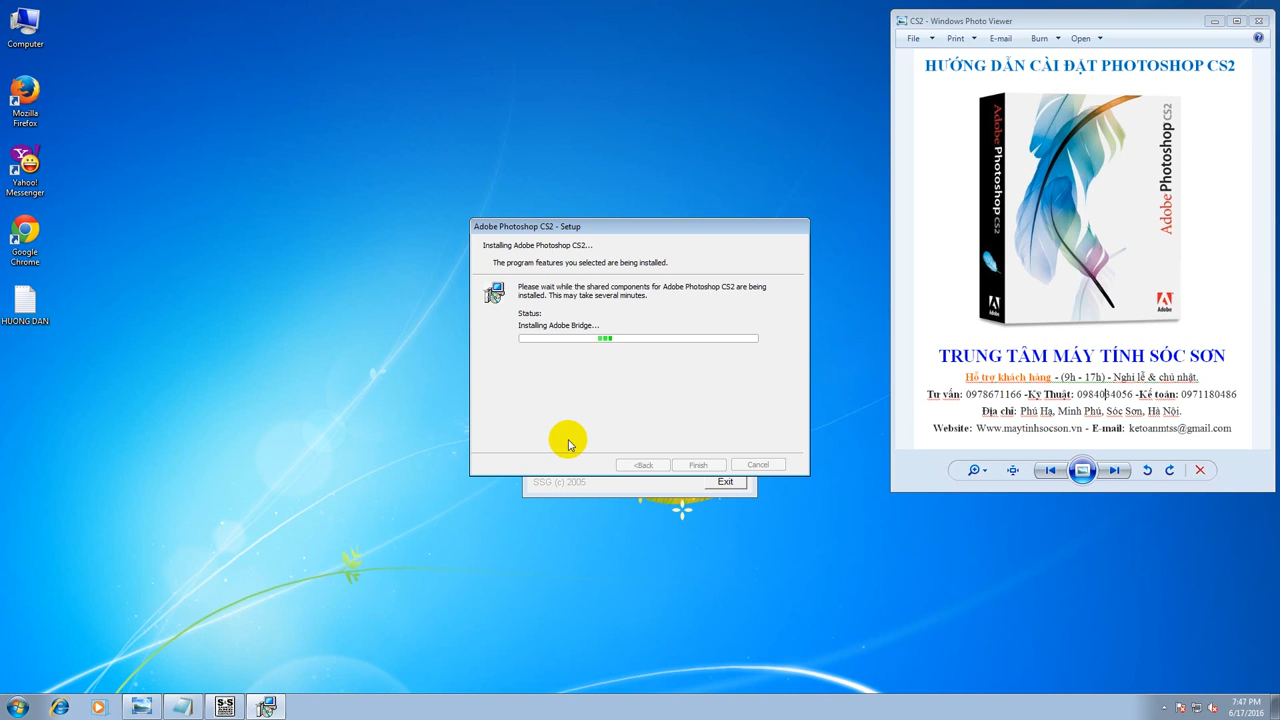 Computer
Mozilla
Firefox
Yahoo!
Messenger
Google
Chrome
HUONG DAN
Adobe Photoshop CS2 - Setup
Installing Adobe Photoshop CS2...
The program features you selected are being installed.
Please wait while the shared components for Adobe Photoshop CS2 are being
installed. This may take several minutes.
Status:
Installing Adobe Bridge...
<Back
Finish
Cancel
SSG (c) 2005
Exit
CS2 - Windows Photo Viewer
File
Print
E-mail
Burn
Open
HƯỚNG DẪN CÀI ĐẶT PHOTOSHOP CS2
Adobe Photoshop CS2
Adobe Photoshop CS2
Adobe
TRUNG TÂM MÁY TÍNH SÓC SƠN
Hỗ trợ khách hàng - (9h - 17h) - Nghỉ lễ & chủ nhật.
Tư vấn: 0978671166 -Kỹ Thuật: 0984034056 -Kế toán: 0971180486
Địa chỉ: Phú Hạ, Minh Phú, Sóc Sơn, Hà Nội.
Website: Www.maytinhsocson.vn - E-mail: ketoanmtss@gmail.com
7:47 PM
6/17/2016